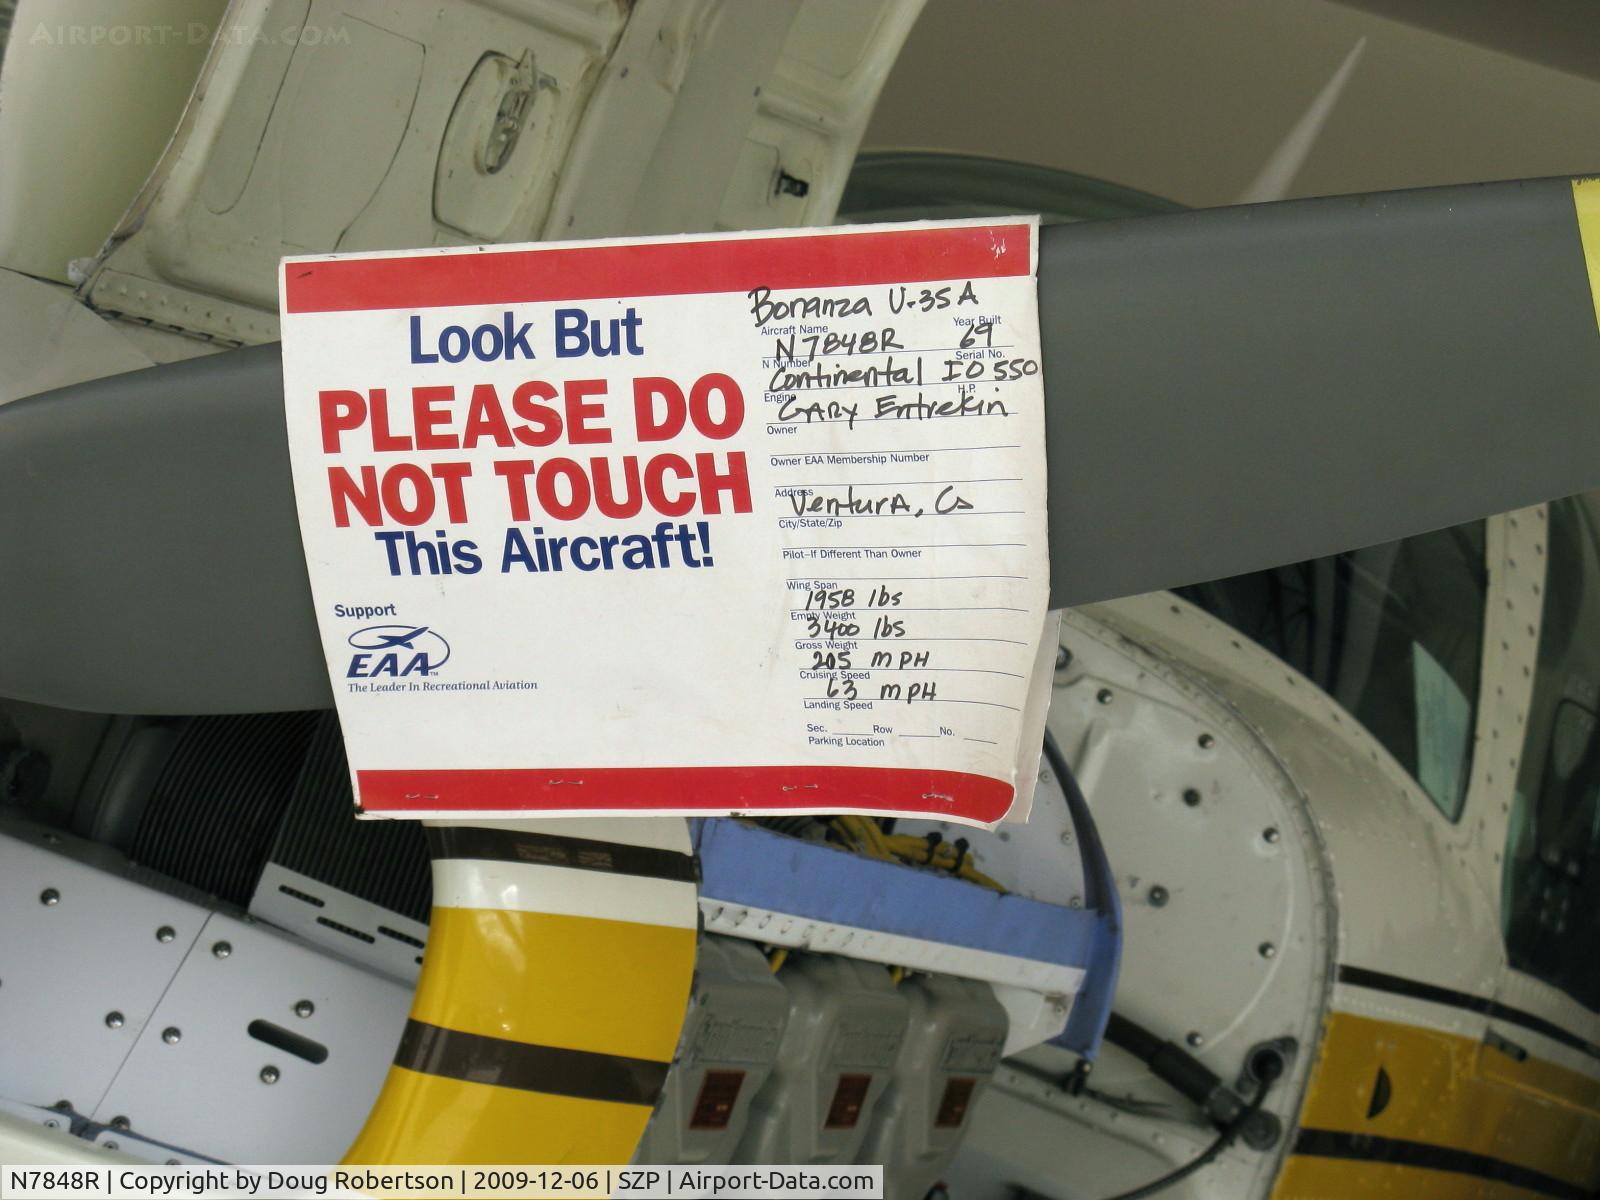 AIRPORT-DATA.COM
Look But
PLEASE DO
NOT TOUCH
This Aircraft!
Support
EAA™
The Leader In Recreational Aviation
Bonanza V-35A
Aircraft Name
Year Built
N7848R 69
N Number
Serial No.
Continental IO 550
Engine
H.P.
GARY Entrekin
Owner
Owner EAA Membership Number
Address
VenturA, Ca
City/State/Zip
Pilot–If Different Than Owner
Wing Span
1958 lbs
Empty Weight
3400 lbs
Gross Weight
205 MPH
Cruising Speed
63 MPH
Landing Speed
Sec. ______ Row ______ No. ______
Parking Location
N7848R | Copyright by Doug Robertson | 2009-12-06 | SZP | Airport-Data.com